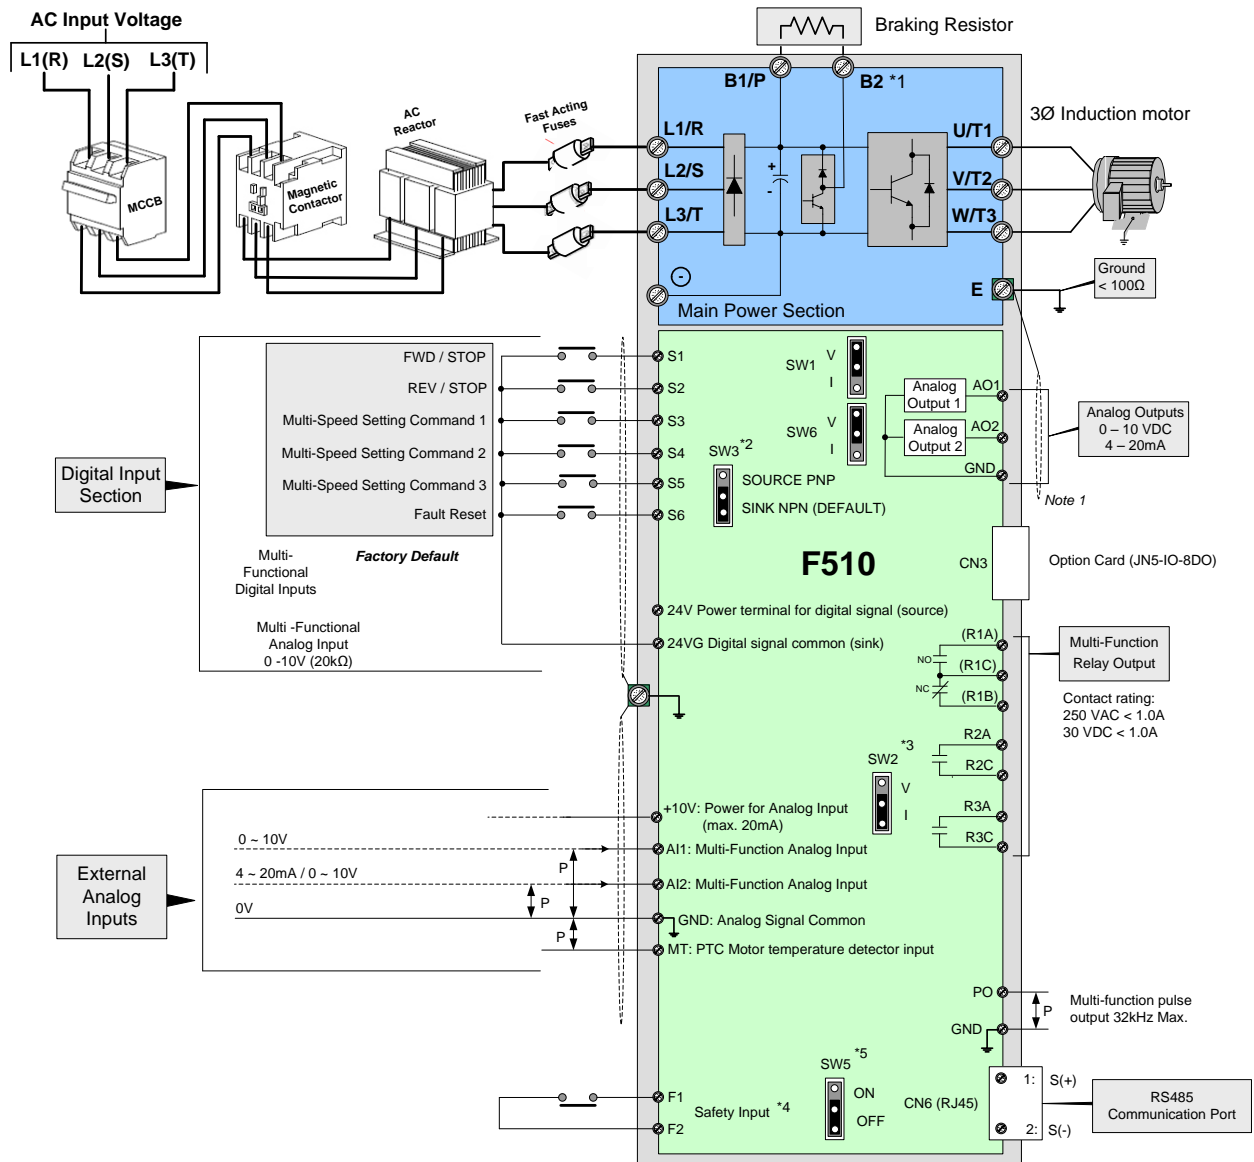 AC Input Voltage
L1(R) L2(S) L3(T)
MCCB
Magnetic
Contactor
AC
Reactor
Fast Acting
Fuses
Braking Resistor
B1/P
B2 *1
L1/R
L2/S
L3/T
+
-
U/T1
V/T2
W/T3
3Ø Induction motor
-
Main Power Section
E
Ground
< 100Ω
Digital Input
Section
FWD / STOP
REV / STOP
Multi-Speed Setting Command 1
Multi-Speed Setting Command 2
Multi-Speed Setting Command 3
Fault Reset
Multi-
Functional
Digital Inputs
Factory Default
Multi -Functional
Analog Input
0 -10V (20kΩ)
S1
S2
S3
S4
S5
S6
SW1
V
I
SW6
V
I
SW3 *2
SOURCE PNP
SINK NPN (DEFAULT)
Analog
Output 1
AO1
Analog
Output 2
AO2
GND
Analog Outputs
0 – 10 VDC
4 – 20mA
Note 1
F510
CN3
Option Card (JN5-IO-8DO)
24V Power terminal for digital signal (source)
24VG Digital signal common (sink)
(R1A)
NO
(R1C)
NC
(R1B)
Multi-Function
Relay Output
Contact rating:
250 VAC < 1.0A
30 VDC < 1.0A
R2A
R2C
R3A
R3C
SW2 *3
V
I
External
Analog
Inputs
0 ~ 10V
4 ~ 20mA / 0 ~ 10V
0V
P
P
P
+10V: Power for Analog Input
(max. 20mA)
AI1: Multi-Function Analog Input
AI2: Multi-Function Analog Input
GND: Analog Signal Common
MT: PTC Motor temperature detector input
PO
P
GND
Multi-function pulse
output 32kHz Max.
F1
F2
Safety Input *4
SW5 *5
ON
OFF
CN6 (RJ45)
1: S(+)
2: S(-)
RS485
Communication Port